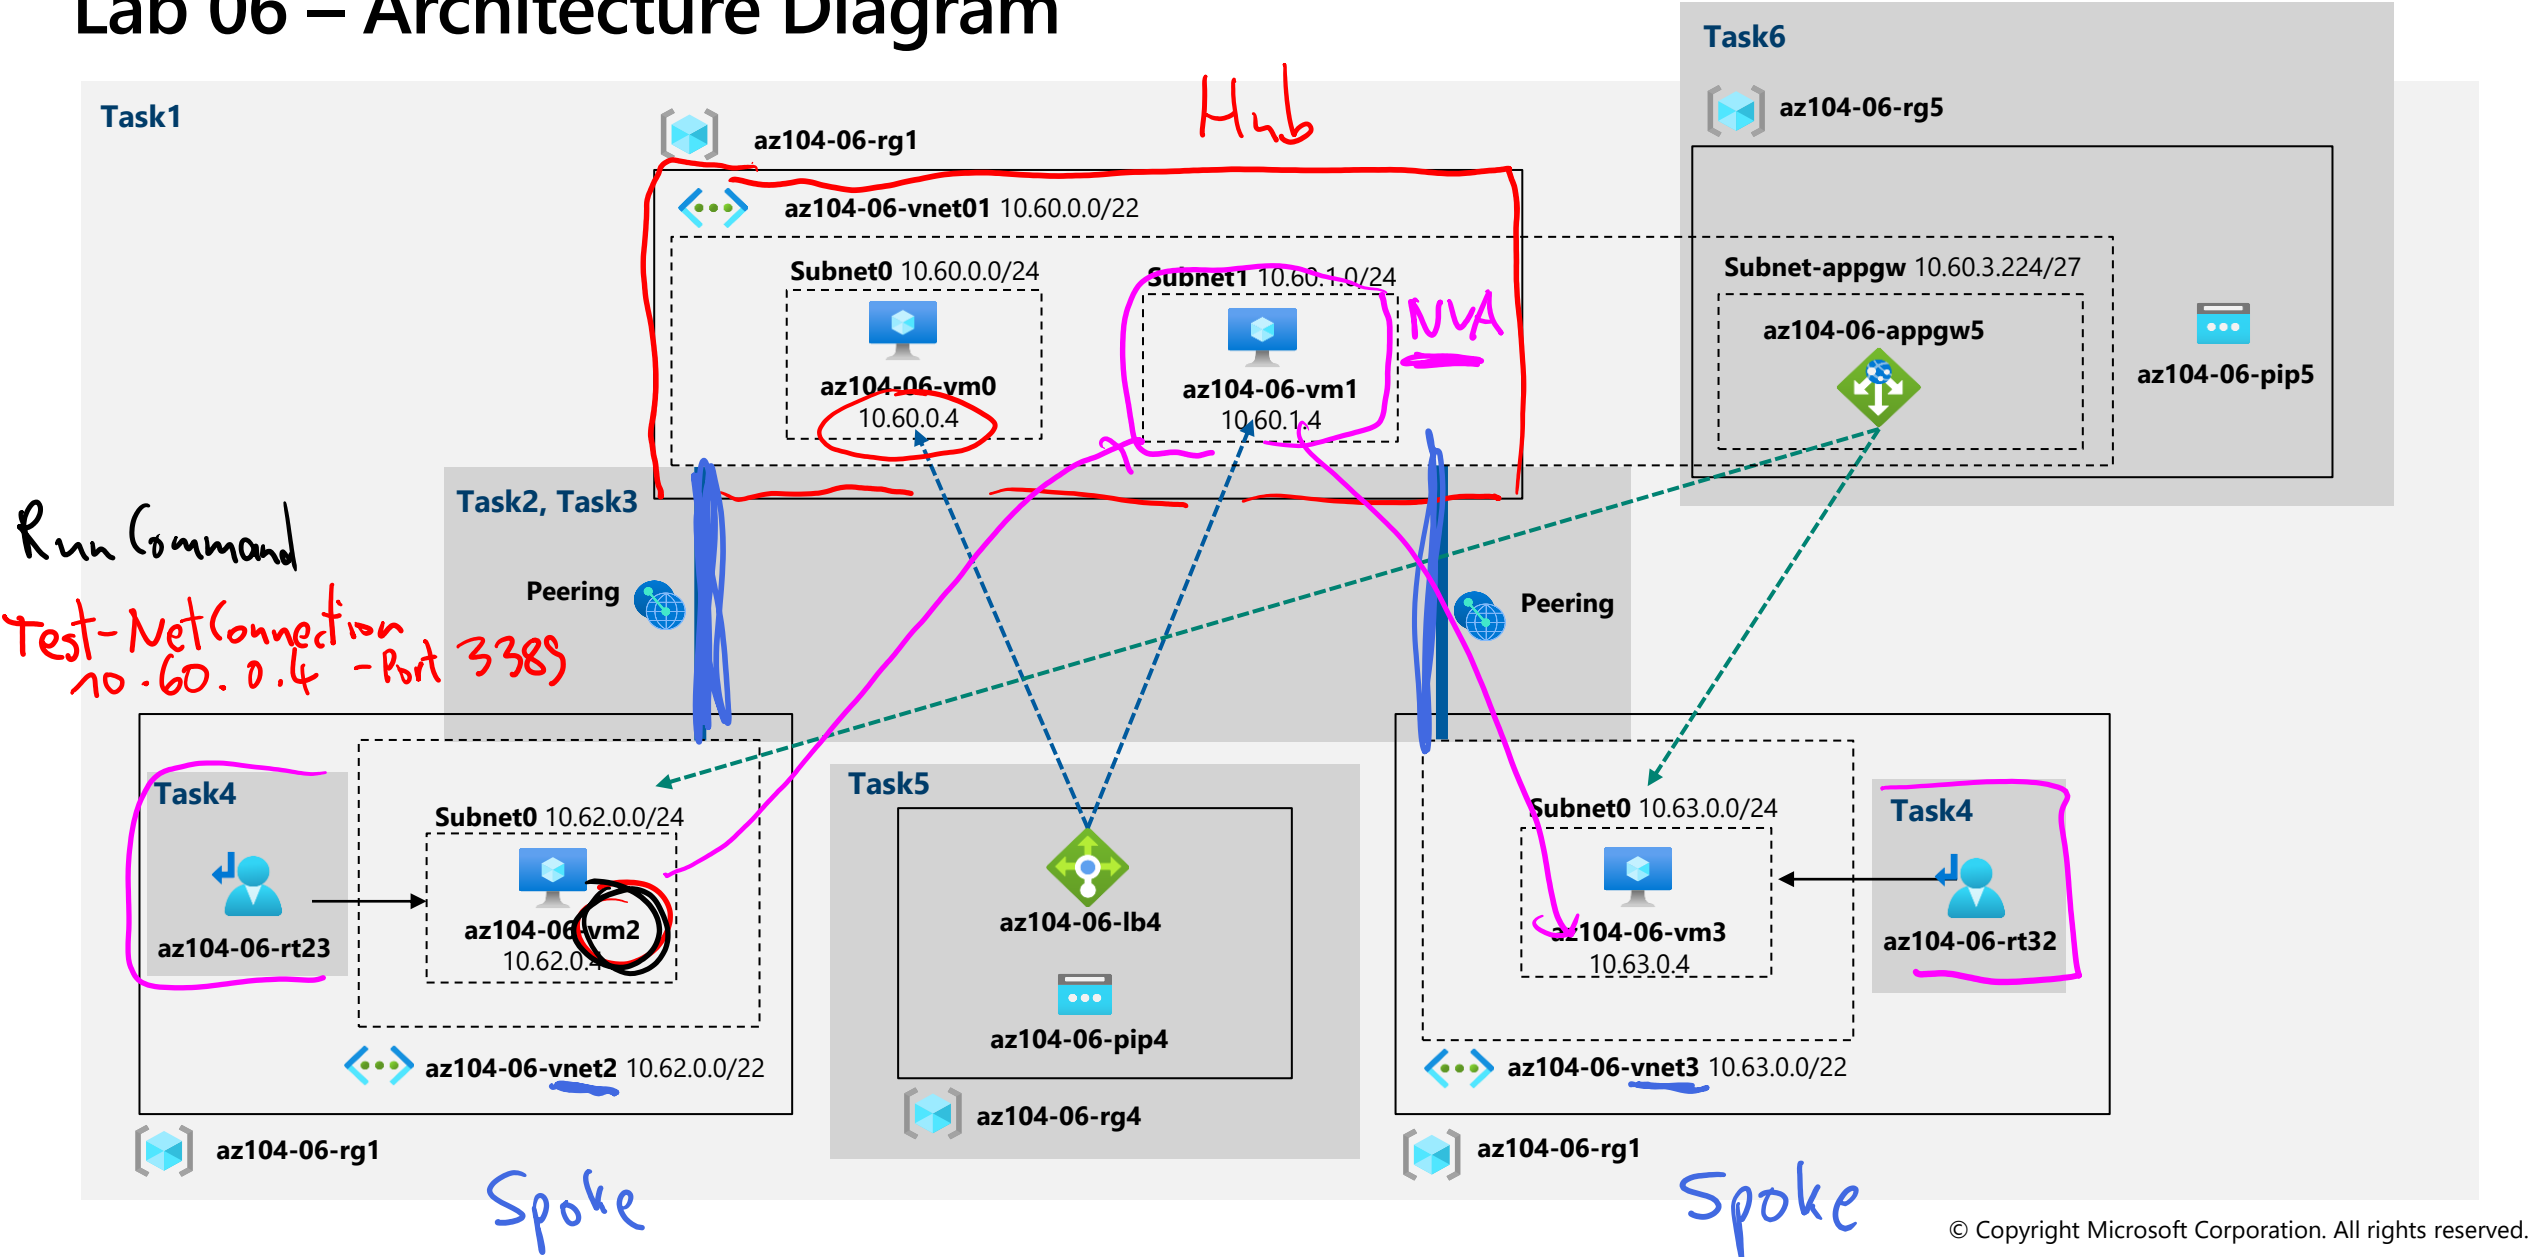 Lab 06 – Architecture Diagram
Task6
az104-06-rg5
Task1
az104-06-rg1
Hub
az104-06-vnet01 10.60.0.0/22
Subnet0 10.60.0.0/24
Subnet1 10.60.1.0/24
NVA
az104-06-vm0
10.60.0.4
az104-06-vm1
10.60.1.4
Subnet-appgw 10.60.3.224/27
az104-06-appgw5
az104-06-pip5
Task2, Task3
Run Command
Test-NetConnection
10.60.0.4 -Port 3389
Peering
Peering
Task4
Subnet0 10.62.0.0/24
az104-06-rt23
az104-06-vm2
10.62.0.4
az104-06-vnet2 10.62.0.0/22
az104-06-rg1
Spoke
Task5
az104-06-lb4
az104-06-pip4
az104-06-rg4
Subnet0 10.63.0.0/24
Task4
az104-06-vm3
10.63.0.4
az104-06-rt32
az104-06-vnet3 10.63.0.0/22
az104-06-rg1
Spoke
© Copyright Microsoft Corporation. All rights reserved.